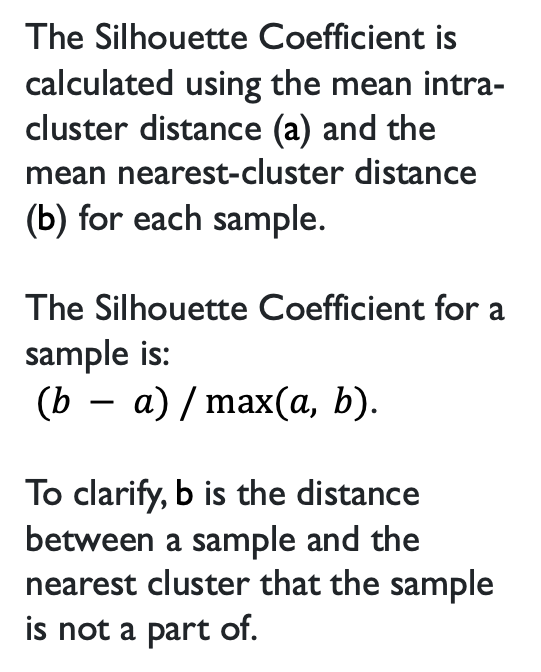 The Silhouette Coefficient is
calculated using the mean intra-
cluster distance (a) and the
mean nearest-cluster distance
(b) for each sample.
The Silhouette Coefficient for a
sample is:
(b − a) / max(a, b).
To clarify, b is the distance
between a sample and the
nearest cluster that the sample
is not a part of.